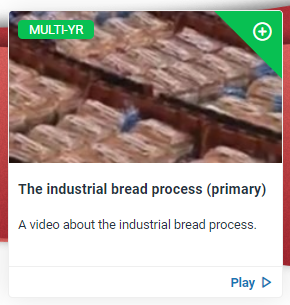 MULTI-YR
The industrial bread process (primary)
A video about the industrial bread process.
Play